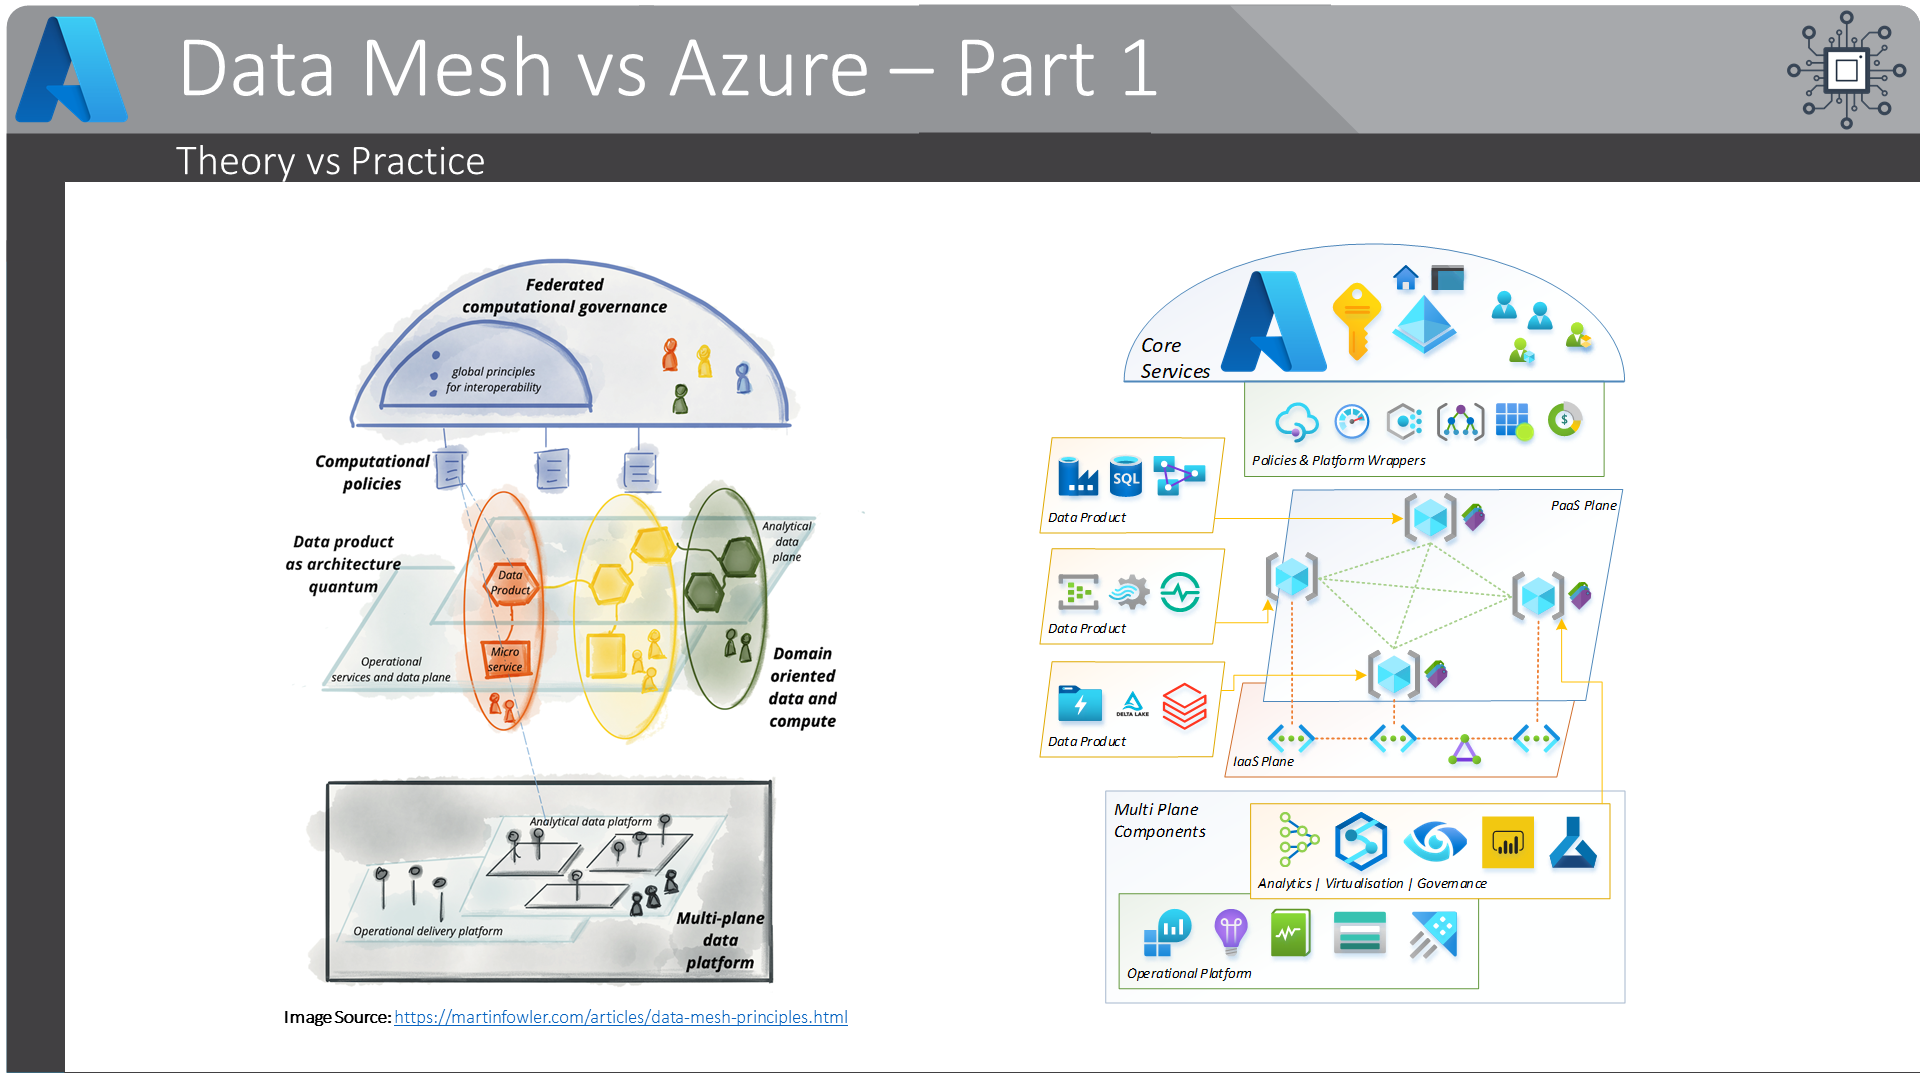 Data Mesh vs Azure – Part 1
Theory vs Practice
Federated
computational governance
global principles
for interoperability
Computational
policies
Data product
as architecture
quantum
Analytical
data
plane
Data
Product
Operational
services and data plane
Micro
service
Domain
oriented
data and
compute
Analytical data platform
Operational delivery platform
Multi-plane
data
platform
Image Source: https://martinfowler.com/articles/data-mesh-principles.html
Core
Services
Policies & Platform Wrappers
SQL
Data Product
PaaS Plane
Data Product
DELTA LAKE
Data Product
IaaS Plane
Multi Plane
Components
Analytics | Virtualisation | Governance
Operational Platform
$